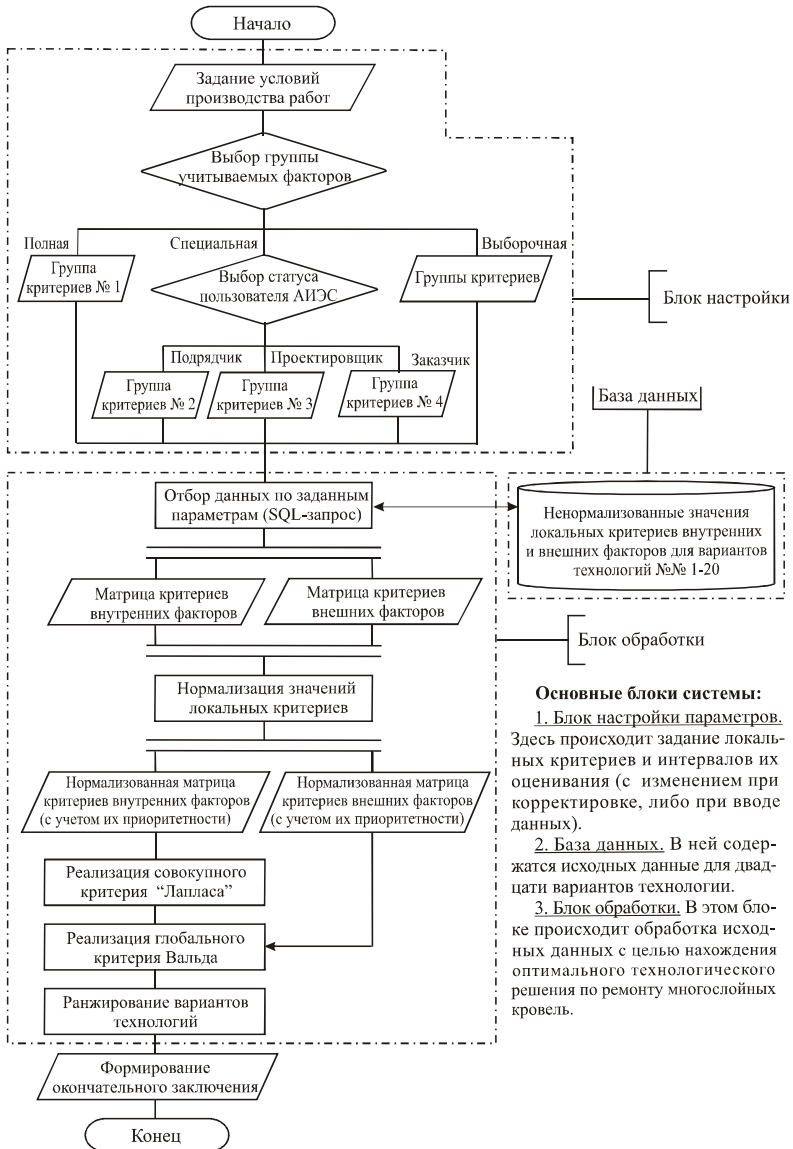 Начало
Задание условий
производства работ
Выбор группы
учитываемых факторов
Полная
Специальная
Выборочная
Группа
критериев № 1
Выбор статуса
пользователя АИЭС
Группы критериев
Блок настройки
Подрядчик
Проектировщик
Заказчик
Группа
критериев № 2
Группа
критериев № 3
Группа
критериев № 4
База данных
Отбор данных по заданным
параметрам (SQL-запрос)
Ненормализованные значения
локальных критериев внутренних
и внешних факторов для вариантов
технологий №№ 1-20
Матрица критериев
внутренних факторов
Матрица критериев
внешних факторов
Блок обработки
Нормализация значений
локальных критериев
Нормализованная матрица
критериев внутренних факторов
(с учетом их приоритетности)
Нормализованная матрица
критериев внешних факторов
(с учетом их приоритетности)
Реализация совокупного
критерия “Лапласа”
Реализация глобального
критерия Вальда
Ранжирование вариантов
технологий
Формирование
окончательного заключения
Конец
Основные блоки системы:
1. Блок настройки параметров.
Здесь происходит задание локаль-
ных критериев и интервалов их
оценивания (с изменением при
корректировке, либо при вводе
данных).
2. База данных. В ней содер-
жатся исходных данные для двад-
цати вариантов технологии.
3. Блок обработки. В этом бло-
ке происходит обработка исход-
ных данных с целью нахождения
оптимального технологического
решения по ремонту многослойных
кровель.